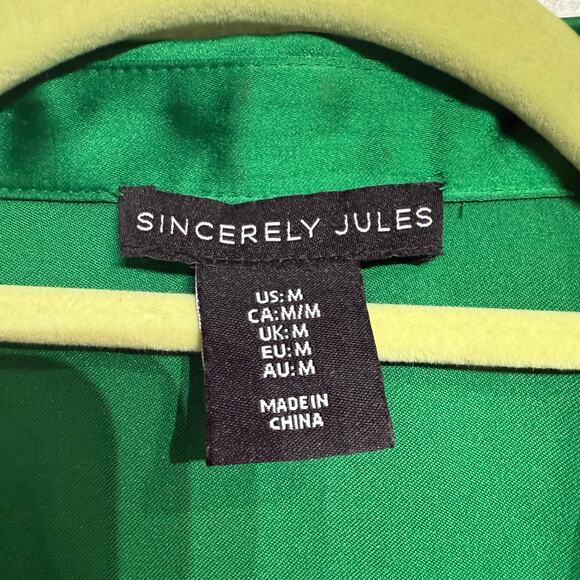 SINCERELY JULES
US:M
CA:M/M
UK:M
EU:M
AU:M
MADE IN
CHINA